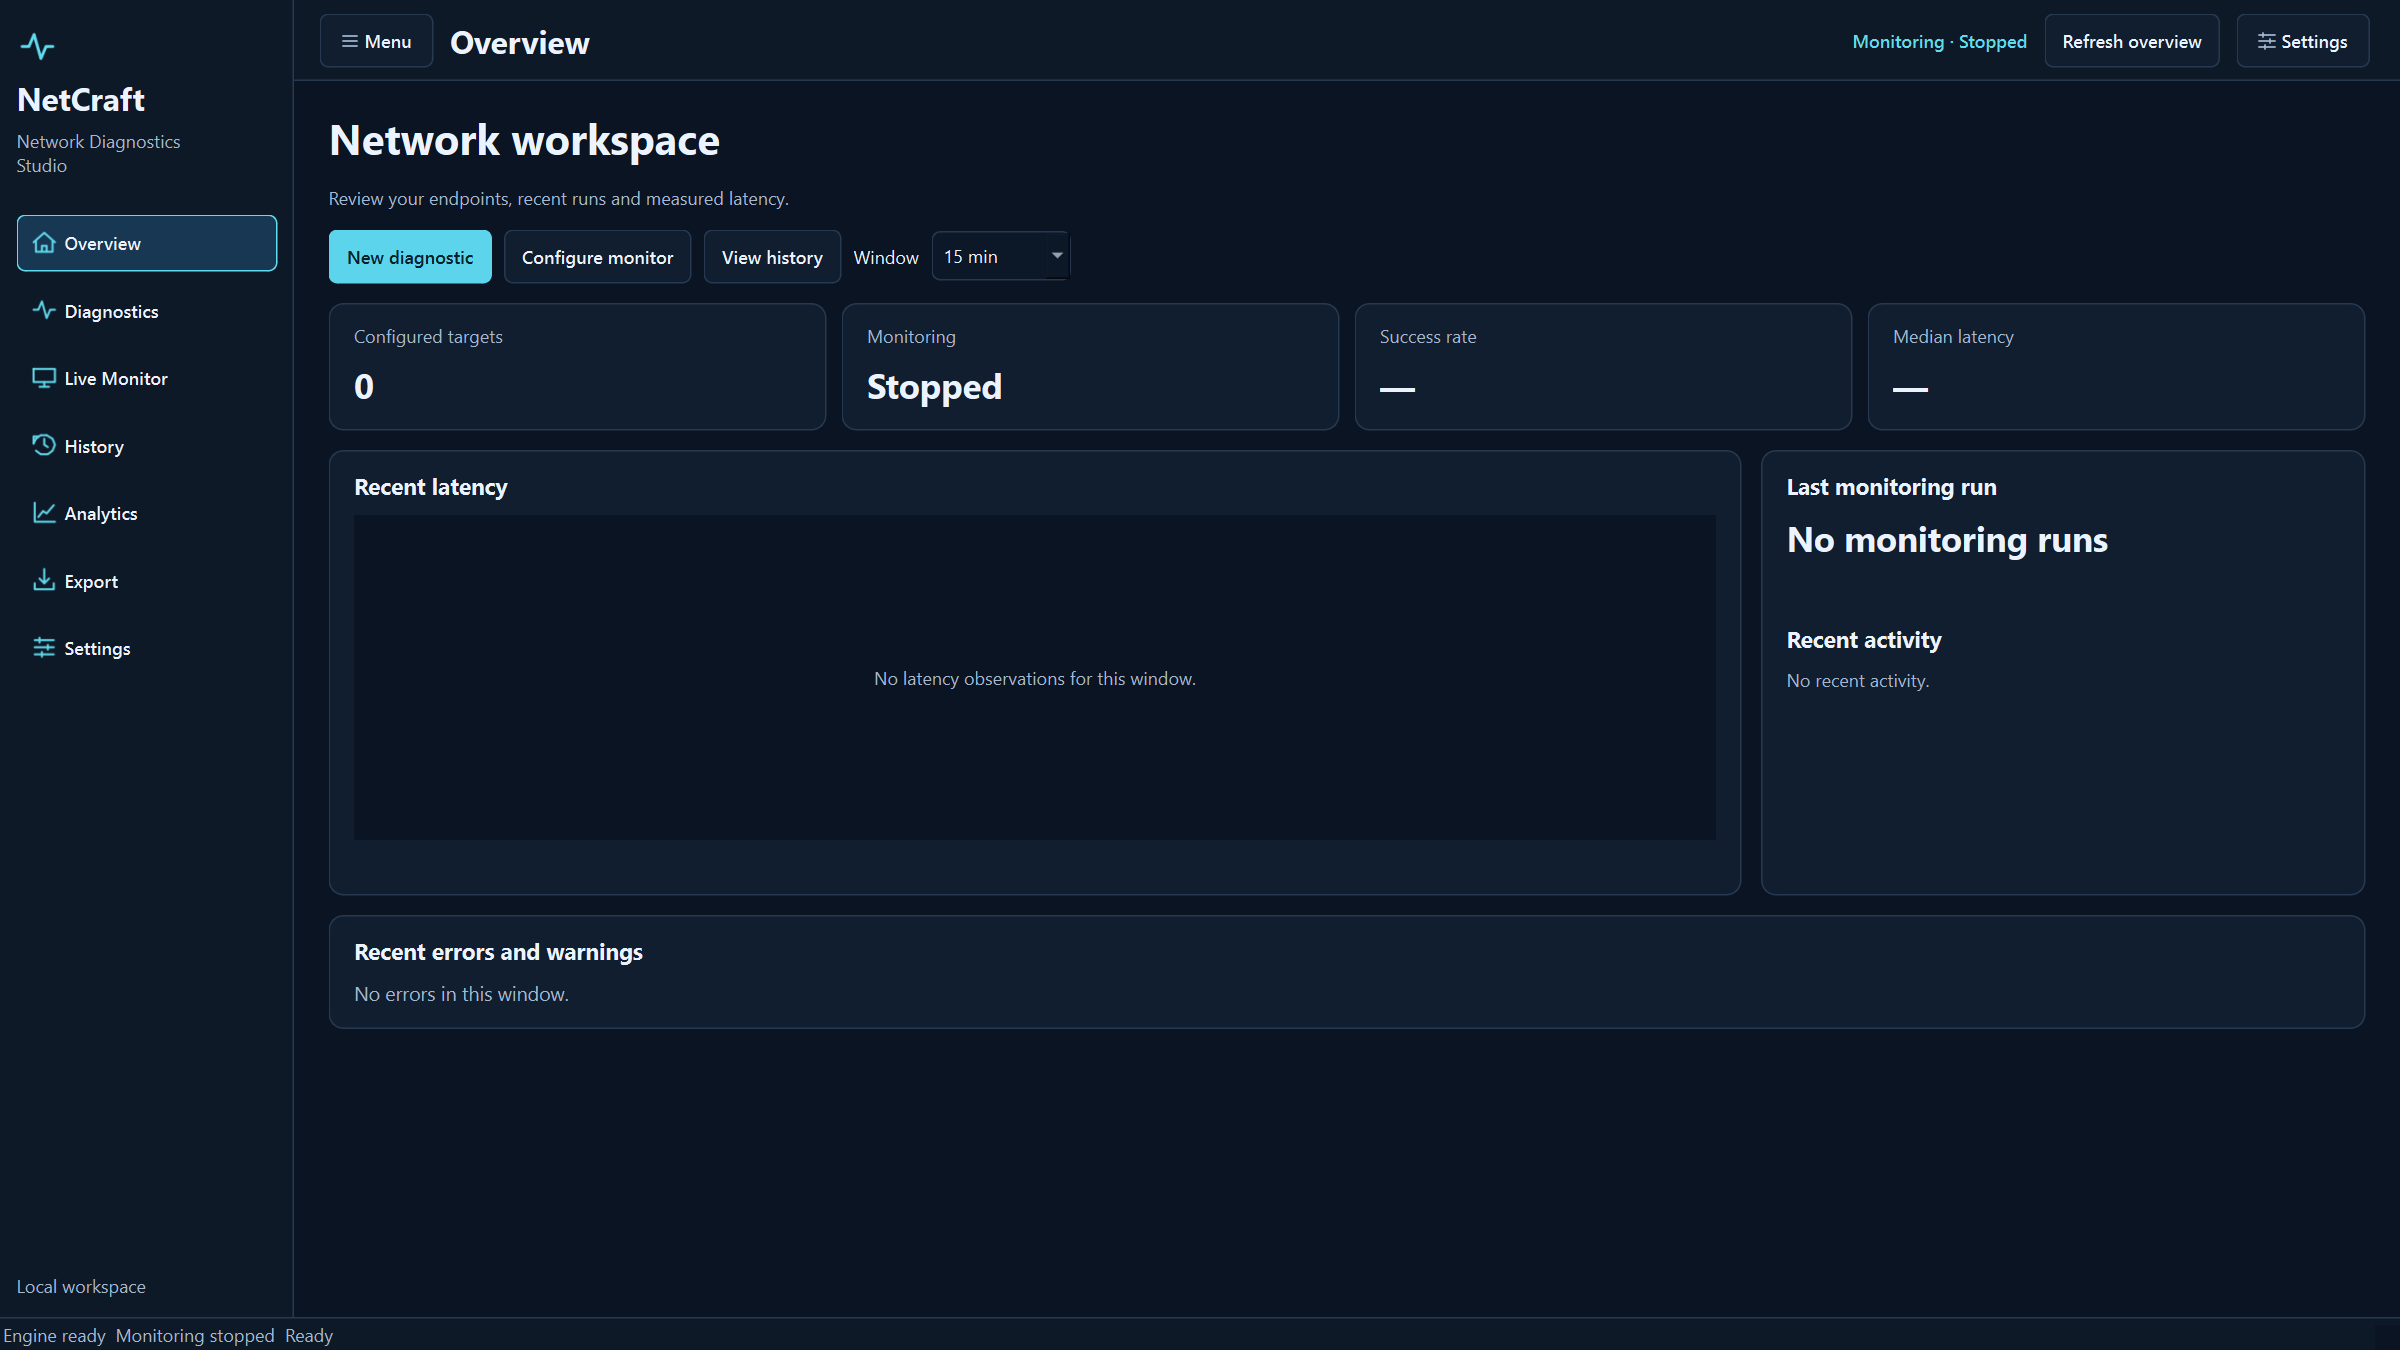 NetCraft
Network Diagnostics
Studio
Overview
Diagnostics
Live Monitor
History
Analytics
Export
Settings
Local workspace
Menu
Overview
Monitoring · Stopped
Refresh overview
Settings
Network workspace
Review your endpoints, recent runs and measured latency.
New diagnostic
Configure monitor
View history
Window
15 min
Configured targets
0
Monitoring
Stopped
Success rate
—
Median latency
—
Recent latency
No latency observations for this window.
Last monitoring run
No monitoring runs
Recent activity
No recent activity.
Recent errors and warnings
No errors in this window.
Engine ready Monitoring stopped Ready